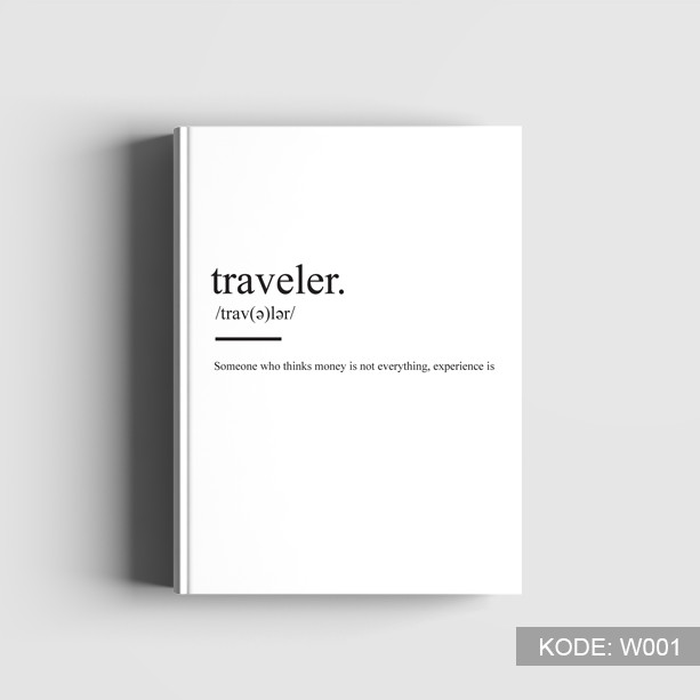 traveler.
/trav(ə)lər/
Someone who thinks money is not everything, experience is
KODE: W001